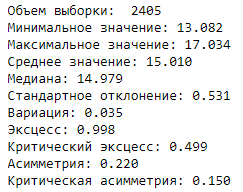 Объем выборки:  2405
Минимальное значение: 13.082
Максимальное значение: 17.034
Среднее значение: 15.010
Медиана: 14.979
Стандартное отклонение: 0.531
Вариация: 0.035
Эксцесс: 0.998
Критический эксцесс: 0.499
Асимметрия: 0.220
Критическая асимметрия: 0.150